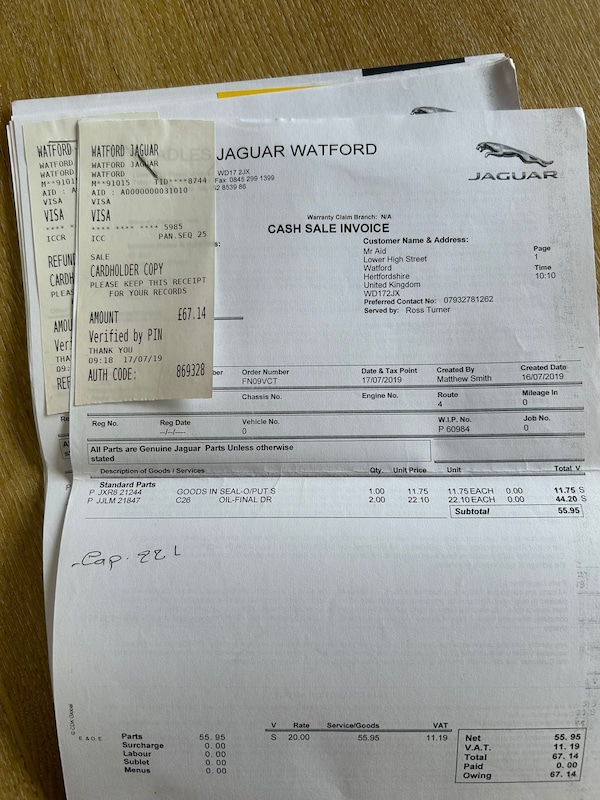 WATFORD
WATFORD
WATFORD
M**91015
AID :
VISA
VISA
ICCR
REFUND
PLEAS
AMOU
Ver
THA
09:
WATFORD JAGUAR
WATFORD JAGUAR
WATFORD
M**91015 TID****8744
AID : A0000000031010
VISA
VISA
**** **** **** 5985
ICC PAN.SEQ 25
SALE
CARDHOLDER COPY
PLEASE KEEP THIS RECEIPT
FOR YOUR RECORDS
AMOUNT £67.14
Verified by PIN
THANK YOU
09:18 17/07/19
AUTH CODE: 869328
JAGUAR WATFORD
WD17 2JX
Fax: 0845 299 1399
JAGUAR
Warranty Claim Branch: N/A
CASH SALE INVOICE
Customer Name & Address:
Mr Aid
Lower High Street
Watford
Hertfordshire
United Kingdom
WD172JX
Preferred Contact No: 07932781262
Served by: Ross Turner
Page
1
Time
10:10
Order Number Date & Tax Point Created By Created Date
FN09VCT 17/07/2019 Matthew Smith 16/07/2019
Chassis No. Engine No. Route Mileage In
4 0
Reg No. Reg Date Vehicle No. W.I.P. No. Job No.
--/--/---- 0 P 60984 0
All Parts are Genuine Jaguar Parts Unless otherwise
stated
Description of Goods / Services Qty. Unit Price Unit Total V
Standard Parts
P JXR8 21244 GOODS IN SEAL-O/PUT S 1.00 11.75 11.75 EACH 0.00 11.75 S
P JJLM 21847 C26 OIL-FINAL DR 2.00 22.10 22.10 EACH 0.00 44.20 S
Subtotal 55.95
Cap. 22 L
E.& O.E.
Parts 55.95
Surcharge 0.00
Labour 0.00
Sublet 0.00
Menus 0.00
V Rate Service/Goods VAT
S 20.00 55.95 11.19
Net 55.95
V.A.T. 11.19
Total 67.14
Paid 0.00
Owing 67.14